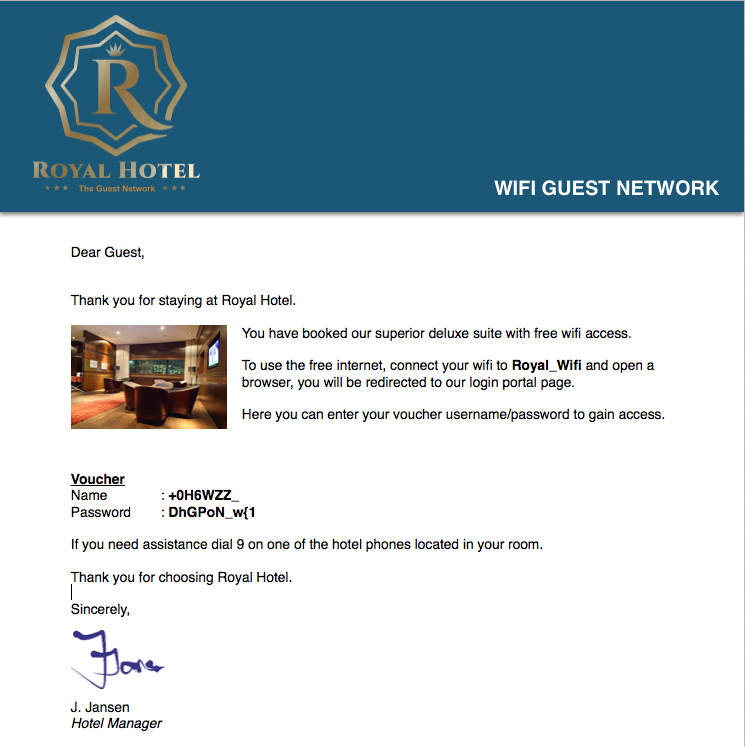 R
ROYAL HOTEL
★ ★ ★ The Guest Network ★ ★ ★
WIFI GUEST NETWORK
Dear Guest,
Thank you for staying at Royal Hotel.
You have booked our superior deluxe suite with free wifi access.
To use the free internet, connect your wifi to Royal_Wifi and open a
browser, you will be redirected to our login portal page.
Here you can enter your voucher username/password to gain access.
Voucher
Name : +0H6WZZ_
Password : DhGPoN_w{1
If you need assistance dial 9 on one of the hotel phones located in your room.
Thank you for choosing Royal Hotel.
Sincerely,
J. Jansen
Hotel Manager